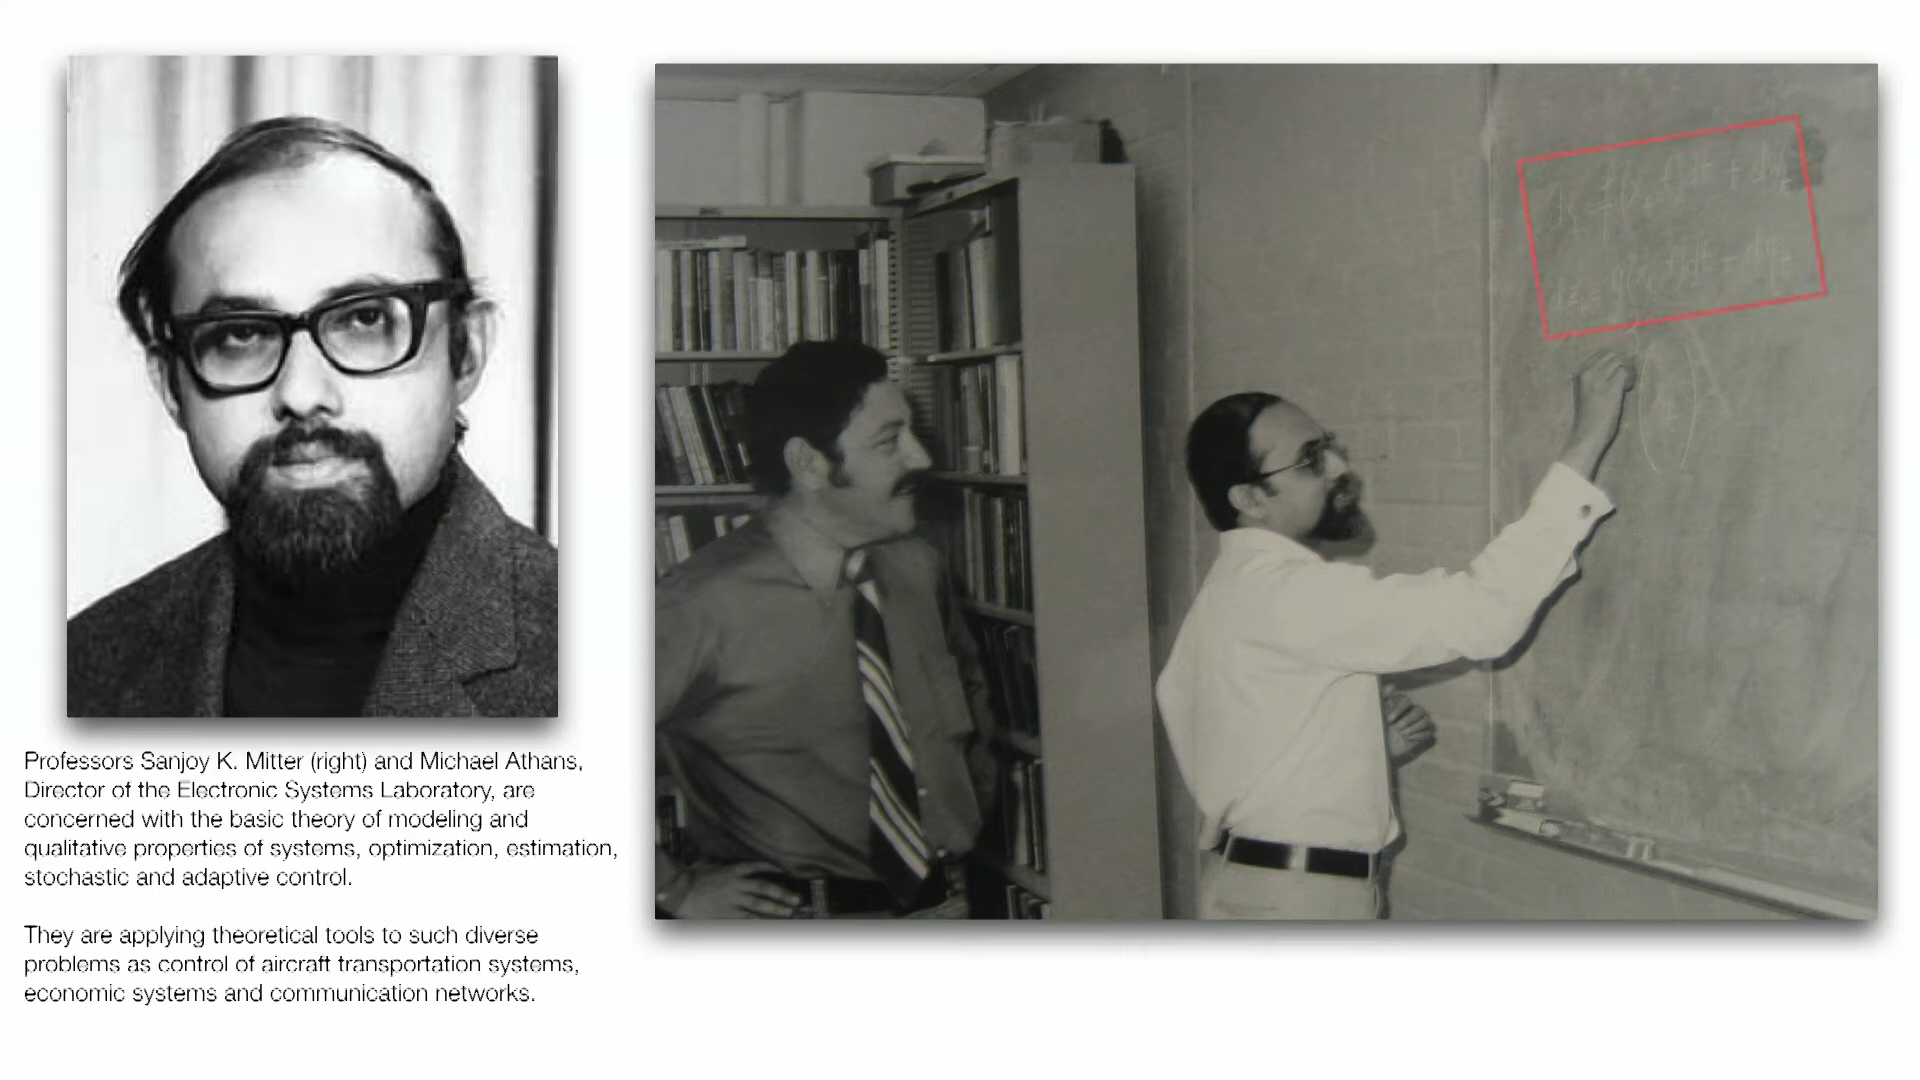 Professors Sanjoy K. Mitter (right) and Michael Athans,
Director of the Electronic Systems Laboratory, are
concerned with the basic theory of modeling and
qualitative properties of systems, optimization, estimation,
stochastic and adaptive control.
They are applying theoretical tools to such diverse
problems as control of aircraft transportation systems,
economic systems and communication networks.